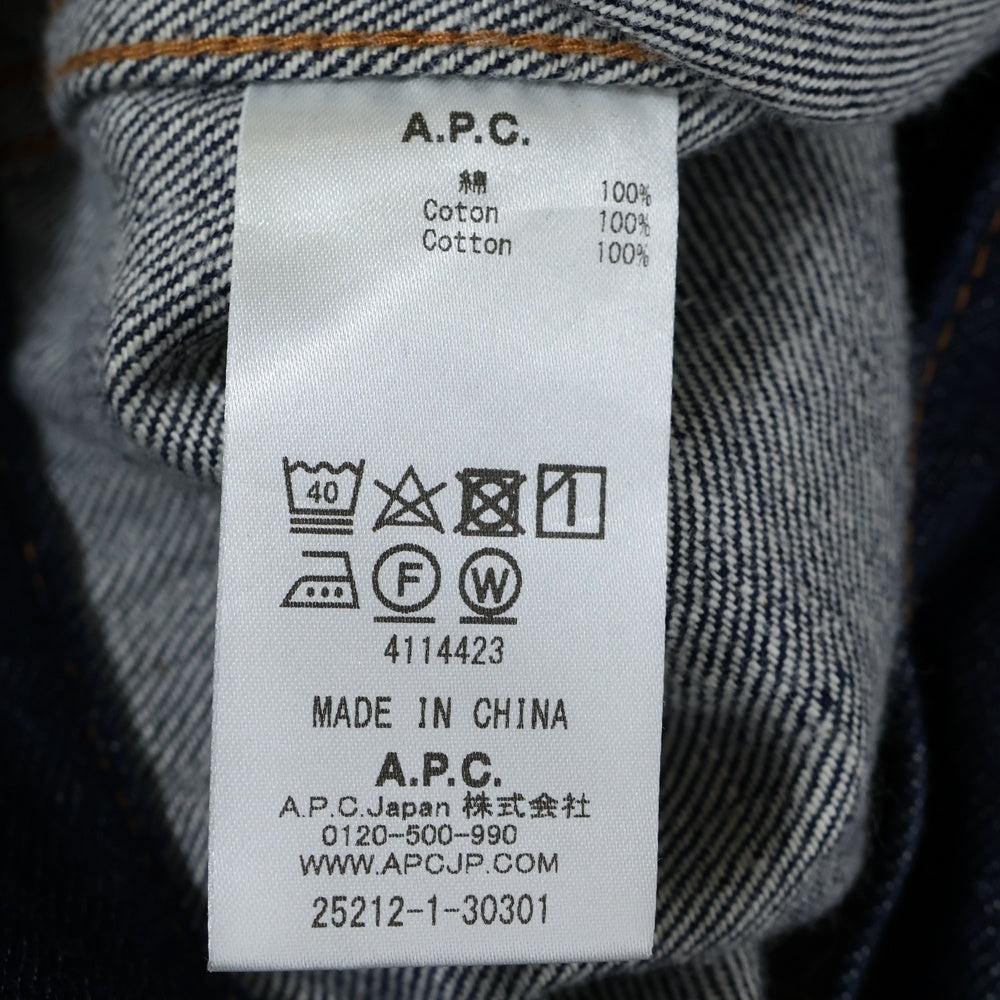 A.P.C.
綿 100%
Coton 100%
Cotton 100%
40
F W
4114423
MADE IN CHINA
A.P.C.
A.P.C.Japan 株式会社
0120-500-990
WWW.APCJP.COM
25212-1-30301